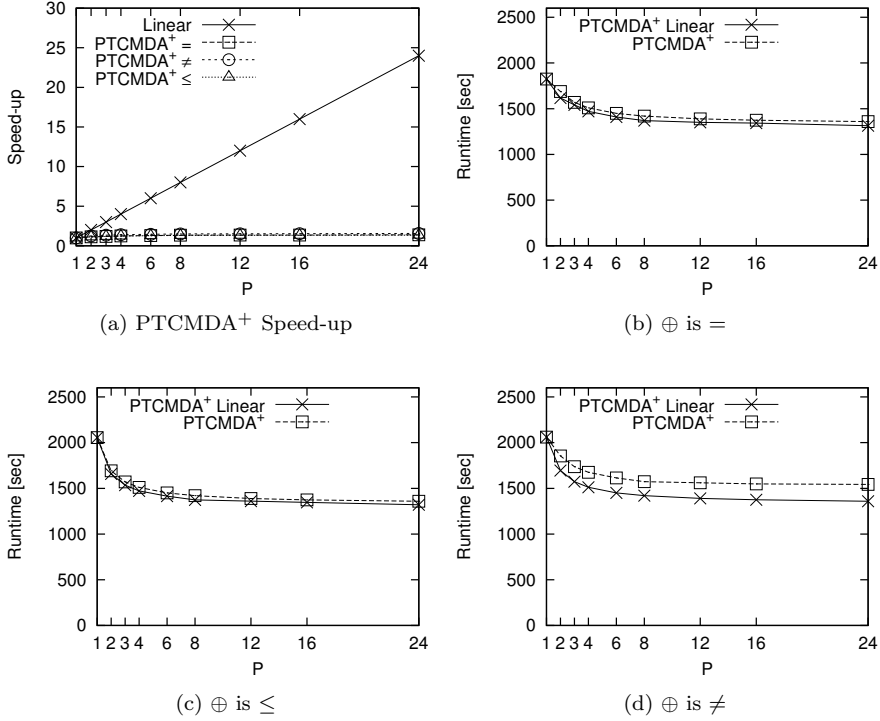 30
25
20
15
10
5
0
Speed-up
Linear
PTCMDA⁺ =
PTCMDA⁺ ≠
PTCMDA⁺ ≤
1 2 3 4 6 8 12 16 24
P
(a) PTCMDA⁺ Speed-up
2500
2000
1500
1000
500
0
Runtime [sec]
PTCMDA⁺ Linear
PTCMDA⁺
1 2 3 4 6 8 12 16 24
P
(b) ⊕ is =
2500
2000
1500
1000
500
0
Runtime [sec]
PTCMDA⁺ Linear
PTCMDA⁺
1 2 3 4 6 8 12 16 24
P
(c) ⊕ is ≤
2500
2000
1500
1000
500
0
Runtime [sec]
PTCMDA⁺ Linear
PTCMDA⁺
1 2 3 4 6 8 12 16 24
P
(d) ⊕ is ≠